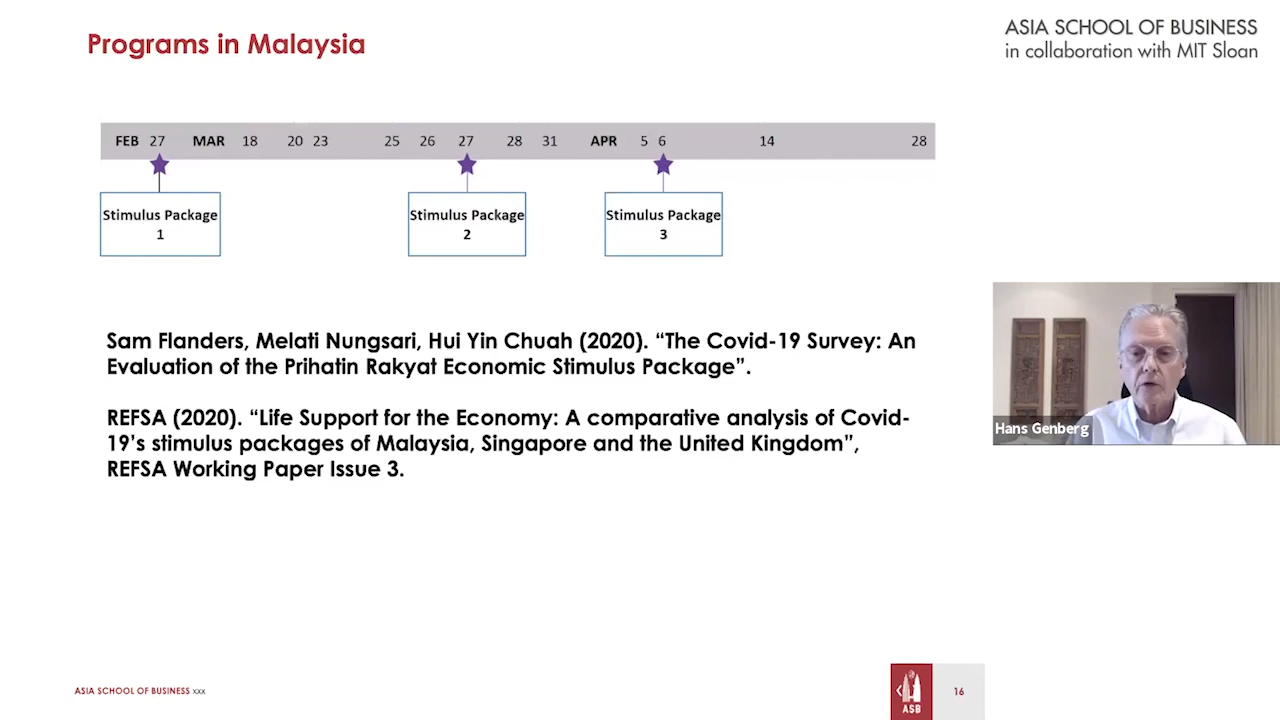 Programs in Malaysia
ASIA SCHOOL OF BUSINESS
in collaboration with MIT Sloan
FEB 27 MAR 18 20 23 25 26 27 28 31 APR 5 6 14 28
Stimulus Package
1
Stimulus Package
2
Stimulus Package
3
Sam Flanders, Melati Nungsari, Hui Yin Chuah (2020). “The Covid-19 Survey: An
Evaluation of the Prihatin Rakyat Economic Stimulus Package”.
REFSA (2020). “Life Support for the Economy: A comparative analysis of Covid-
19’s stimulus packages of Malaysia, Singapore and the United Kingdom”,
REFSA Working Paper Issue 3.
Hans Genberg
ASIA SCHOOL OF BUSINESS xxx
ASB
16